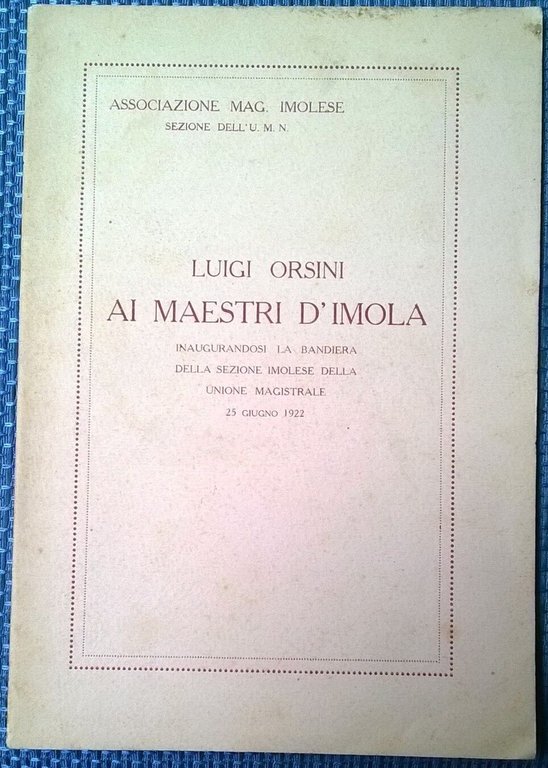 ASSOCIAZIONE MAG. IMOLESE
SEZIONE DELL'U. M. N.
LUIGI ORSINI
AI MAESTRI D'IMOLA
INAUGURANDOSI LA BANDIERA
DELLA SEZIONE IMOLESE DELLA
UNIONE MAGISTRALE
25 GIUGNO 1922